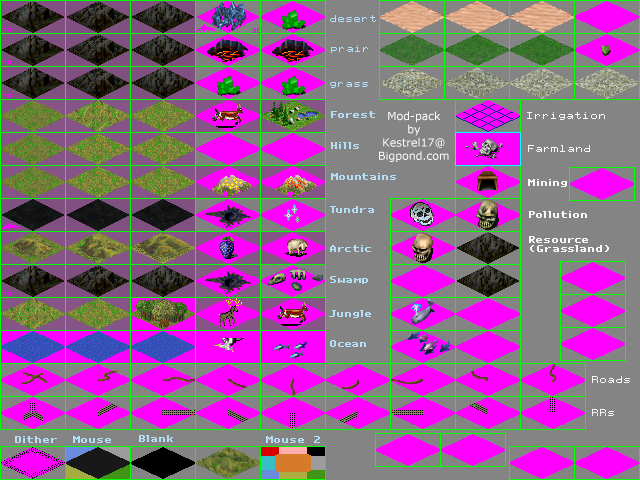 desert
prair
grass
Forest
Mod-pack
by
Kestrel17@
Bigpond.com
Irrigation
Hills
Farmland
Mountains
Mining
Tundra
Pollution
Arctic
Resource
(Grassland)
Swamp
Jungle
Ocean
Roads
RRs
Dither Mouse Blank Mouse 2